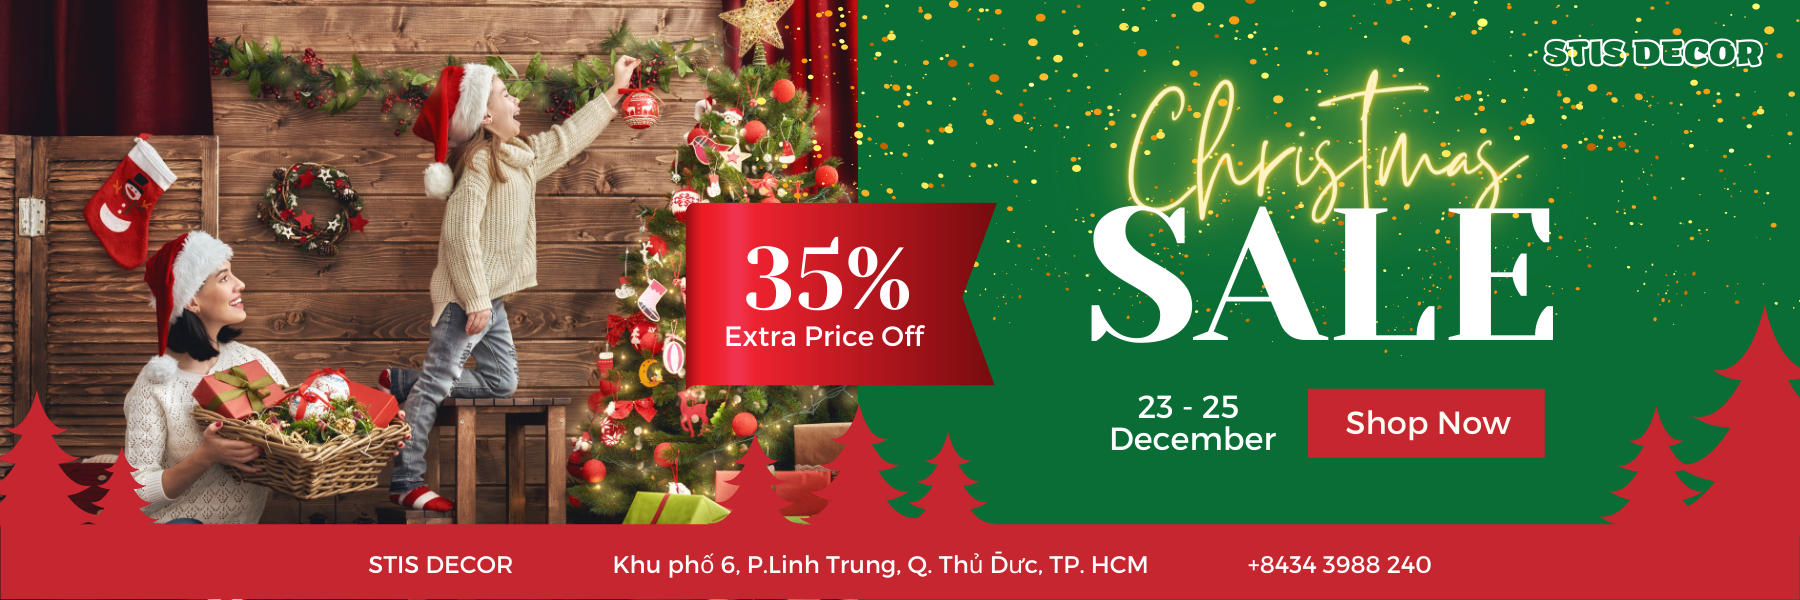 STIS DECOR
Christmas
SALE
35%
Extra Price Off
23 - 25
December
Shop Now
STIS DECOR
Khu phố 6, P.Linh Trung, Q. Thủ Đưc, TP. HCM
+8434 3988 240